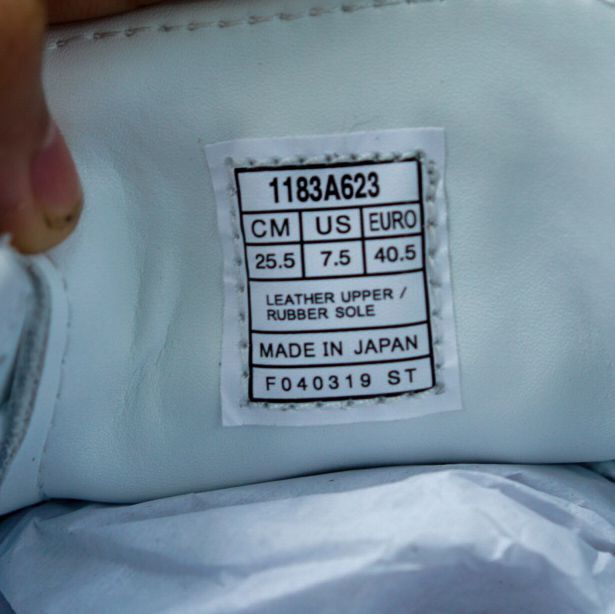 1183A623
CM US EURO
25.5 7.5 40.5
LEATHER UPPER /
RUBBER SOLE
MADE IN JAPAN
F040319 ST